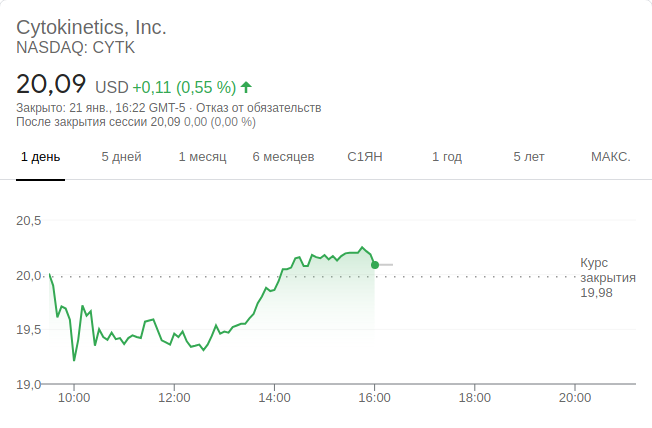 Cytokinetics, Inc.
NASDAQ: CYTK
20,09 USD +0,11 (0,55 %)
Закрыто: 21 янв., 16:22 GMT-5 · Отказ от обязательств
После закрытия сессии 20,09 0,00 (0,00 %)
1 день 5 дней 1 месяц 6 месяцев С1ЯН 1 год 5 лет МАКС.
20,5
Курс
закрытия
19,98
20,0
19,5
19,0
10:00 12:00 14:00 16:00 18:00 20:00